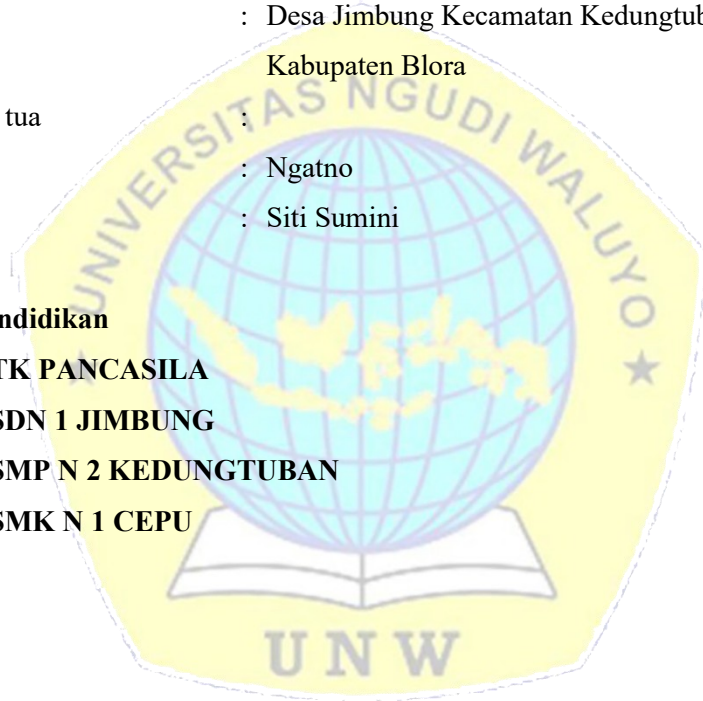 : Desa Jimbung Kecamatan Kedungtub
Kabupaten Blora
tua :
: Ngatno
: Siti Sumini
ndidikan
TK PANCASILA
SDN 1 JIMBUNG
SMP N 2 KEDUNGTUBAN
SMK N 1 CEPU
UNIVERSITAS NGUDI WALUYO
UNW